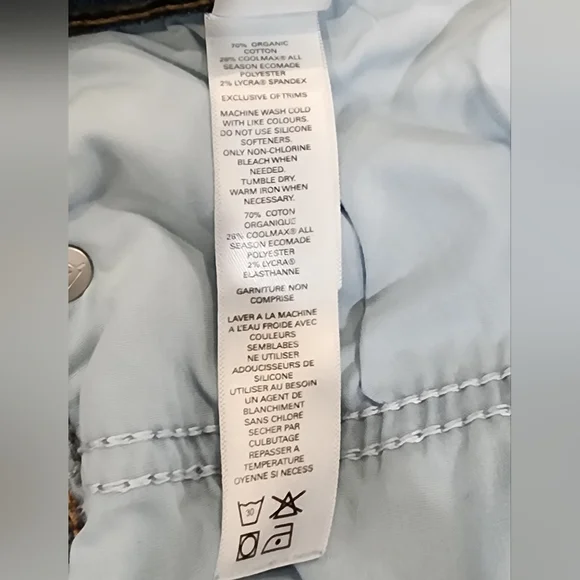 70% ORGANIC
COTTON
28% COOLMAX® ALL
SEASON ECOMADE
POLYESTER
2% LYCRA® SPANDEX
EXCLUSIVE OF TRIMS
MACHINE WASH COLD
WITH LIKE COLOURS.
DO NOT USE SILICONE
SOFTENERS.
ONLY NON-CHLORINE
BLEACH WHEN
NEEDED.
TUMBLE DRY.
WARM IRON WHEN
NECESSARY.
70% COTON
ORGANIQUE
28% COOLMAX® ALL
SEASON ECOMADE
POLYESTER
2% LYCRA®
ELASTHANNE
GARNITURE NON
COMPRISE
LAVER A LA MACHINE
A L'EAU FROIDE AVEC
COULEURS
SEMBLABES
NE UTILISER
ADOUCISSEURS DE
SILICONE
UTILISER AU BESOIN
UN AGENT DE
BLANCHIMENT
SANS CHLORE
SECHER PAR
CULBUTAGE
REPASSER A
TEMPERATURE
OYENNE SI NECESS
30